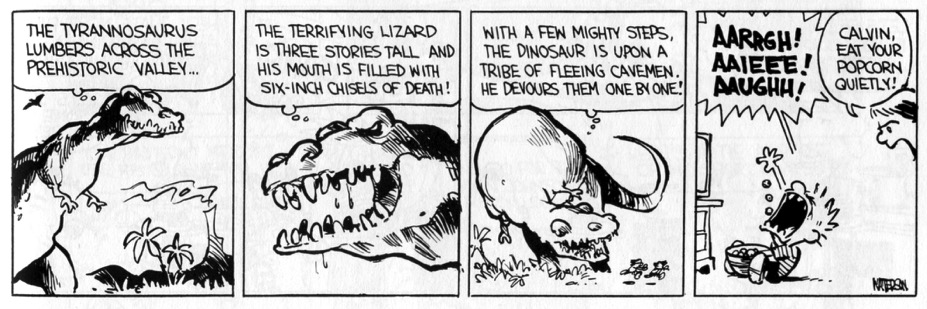 THE TYRANNOSAURUS
LUMBERS ACROSS THE
PREHISTORIC VALLEY...
THE TERRIFYING LIZARD
IS THREE STORIES TALL AND
HIS MOUTH IS FILLED WITH
SIX-INCH CHISELS OF DEATH!
WITH A FEW MIGHTY STEPS,
THE DINOSAUR IS UPON A
TRIBE OF FLEEING CAVEMEN.
HE DEVOURS THEM ONE BY ONE!
AARRGH!
AAIEEE!
AAUGHH!
CALVIN,
EAT YOUR
POPCORN
QUIETLY!
WATTERSON